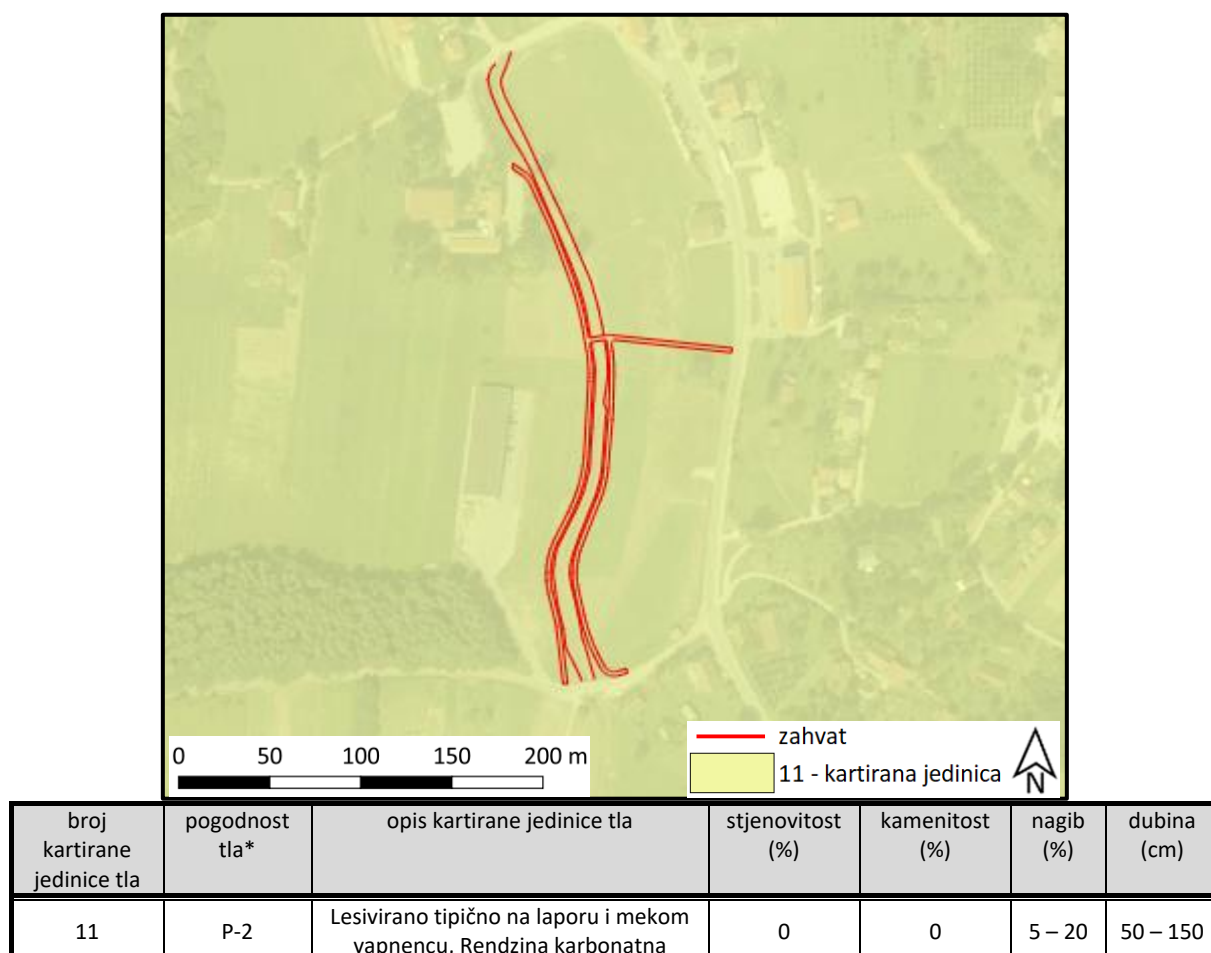 zahvat
0 50 100 150 200 m
11 - kartirana jedinica
N
broj kartirane jedinice tla pogodnost tla* opis kartirane jedinice tla stjenovitost (%) kamenitost (%) nagib (%) dubina (cm)
11 P-2 Lesivirano tipično na laporu i mekom vapnencu, Rendzina karbonatna 0 0 5 – 20 50 – 150